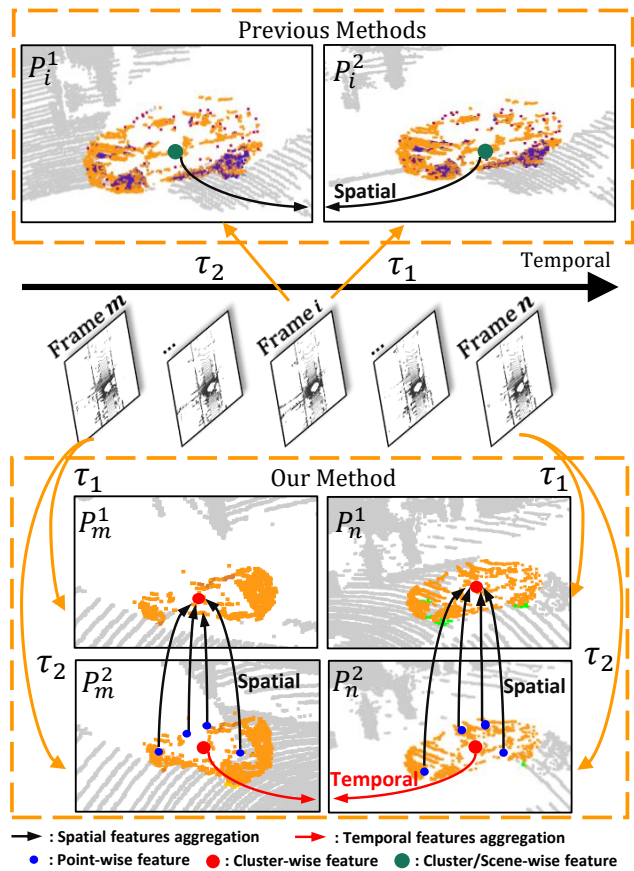 Previous Methods
P_i^1
P_i^2
Spatial
τ_2
τ_1
Temporal
Frame m
...
Frame i
...
Frame n
Our Method
τ_1
τ_1
P_m^1
P_n^1
τ_2
τ_2
P_m^2
P_n^2
Spatial
Spatial
Temporal
: Spatial features aggregation
: Temporal features aggregation
: Point-wise feature
: Cluster-wise feature
: Cluster/Scene-wise feature